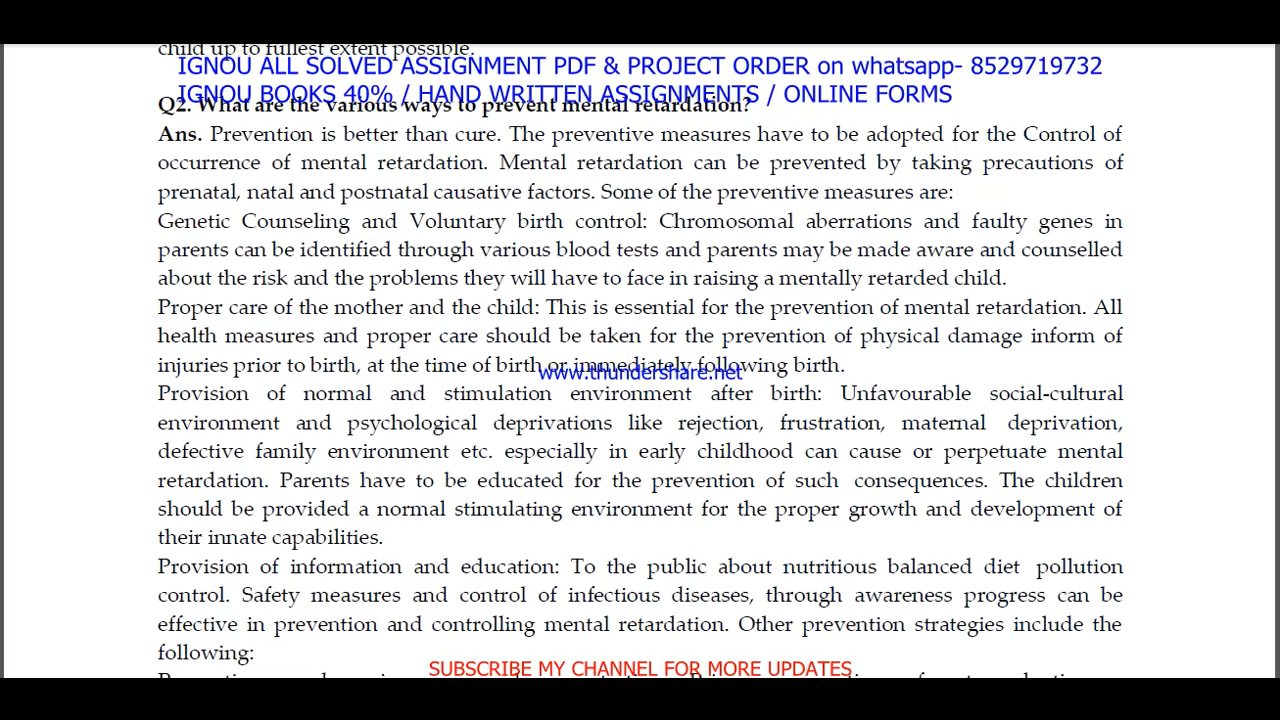 child up to fullest extent possible.
IGNOU ALL SOLVED ASSIGNMENT PDF & PROJECT ORDER on whatsapp- 8529719732
IGNOU BOOKS 40% / HAND WRITTEN ASSIGNMENTS / ONLINE FORMS
Q2. What are the various ways to prevent mental retardation?
Ans. Prevention is better than cure. The preventive measures have to be adopted for the Control of
occurrence of mental retardation. Mental retardation can be prevented by taking precautions of
prenatal, natal and postnatal causative factors. Some of the preventive measures are:
Genetic Counseling and Voluntary birth control: Chromosomal aberrations and faulty genes in
parents can be identified through various blood tests and parents may be made aware and counselled
about the risk and the problems they will have to face in raising a mentally retarded child.
Proper care of the mother and the child: This is essential for the prevention of mental retardation. All
health measures and proper care should be taken for the prevention of physical damage inform of
injuries prior to birth, at the time of birth or immediately following birth.
www.thundershare.net
Provision of normal and stimulation environment after birth: Unfavourable social-cultural
environment and psychological deprivations like rejection, frustration, maternal deprivation,
defective family environment etc. especially in early childhood can cause or perpetuate mental
retardation. Parents have to be educated for the prevention of such consequences. The children
should be provided a normal stimulating environment for the proper growth and development of
their innate capabilities.
Provision of information and education: To the public about nutritious balanced diet pollution
control. Safety measures and control of infectious diseases, through awareness progress can be
effective in prevention and controlling mental retardation. Other prevention strategies include the
following:
SUBSCRIBE MY CHANNEL FOR MORE UPDATES